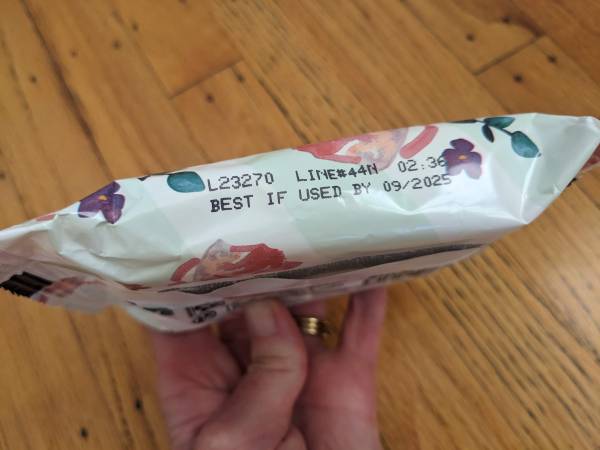 L23270 LINE#44N 02:36
BEST IF USED BY 09/2025